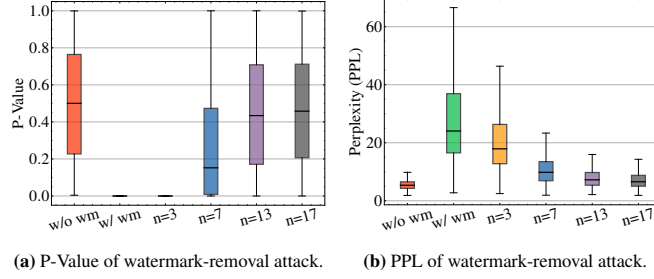 1.0
0.8
0.6
0.4
0.2
0.0
P-Value
w/o wm
w/ wm
n=3
n=7
n=13
n=17
60
40
20
0
Perplexity (PPL)
w/o wm
w/ wm
n=3
n=7
n=13
n=17
(a) P-Value of watermark-removal attack.
(b) PPL of watermark-removal attack.